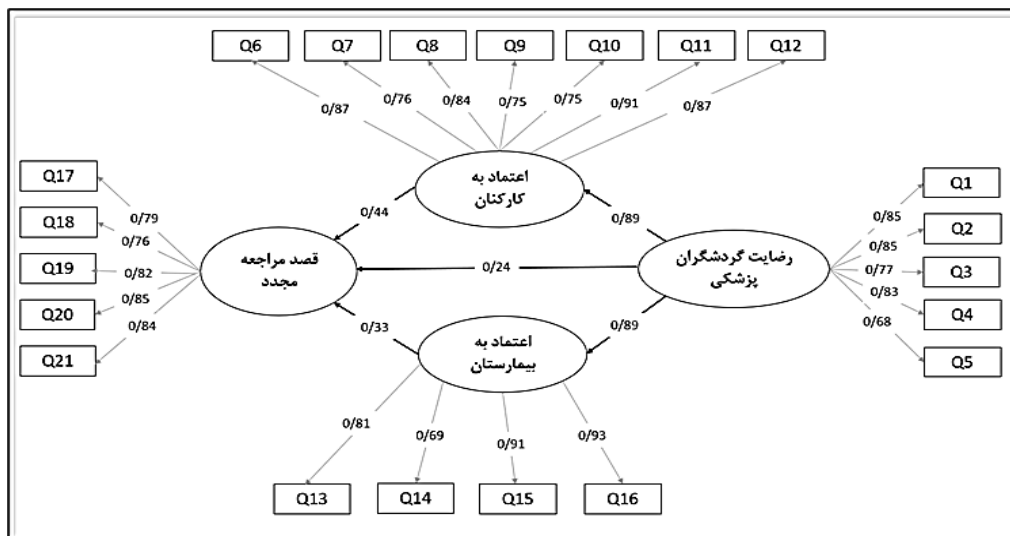 Q6 Q7 Q8 Q9 Q10 Q11 Q12
0/87 0/76 0/84 0/75 0/75 0/91 0/87
اعتماد به
کارکنان
Q17
Q18
Q19
Q20
Q21
0/79
0/76
0/82
0/85
0/84
قصد مراجعه
مجدد
0/44
0/89
0/24
0/33
0/89
رضایت گردشگران
پزشکی
0/85
0/85
0/77
0/83
0/68
Q1
Q2
Q3
Q4
Q5
اعتماد به
بیمارستان
0/81 0/69 0/91 0/93
Q13 Q14 Q15 Q16